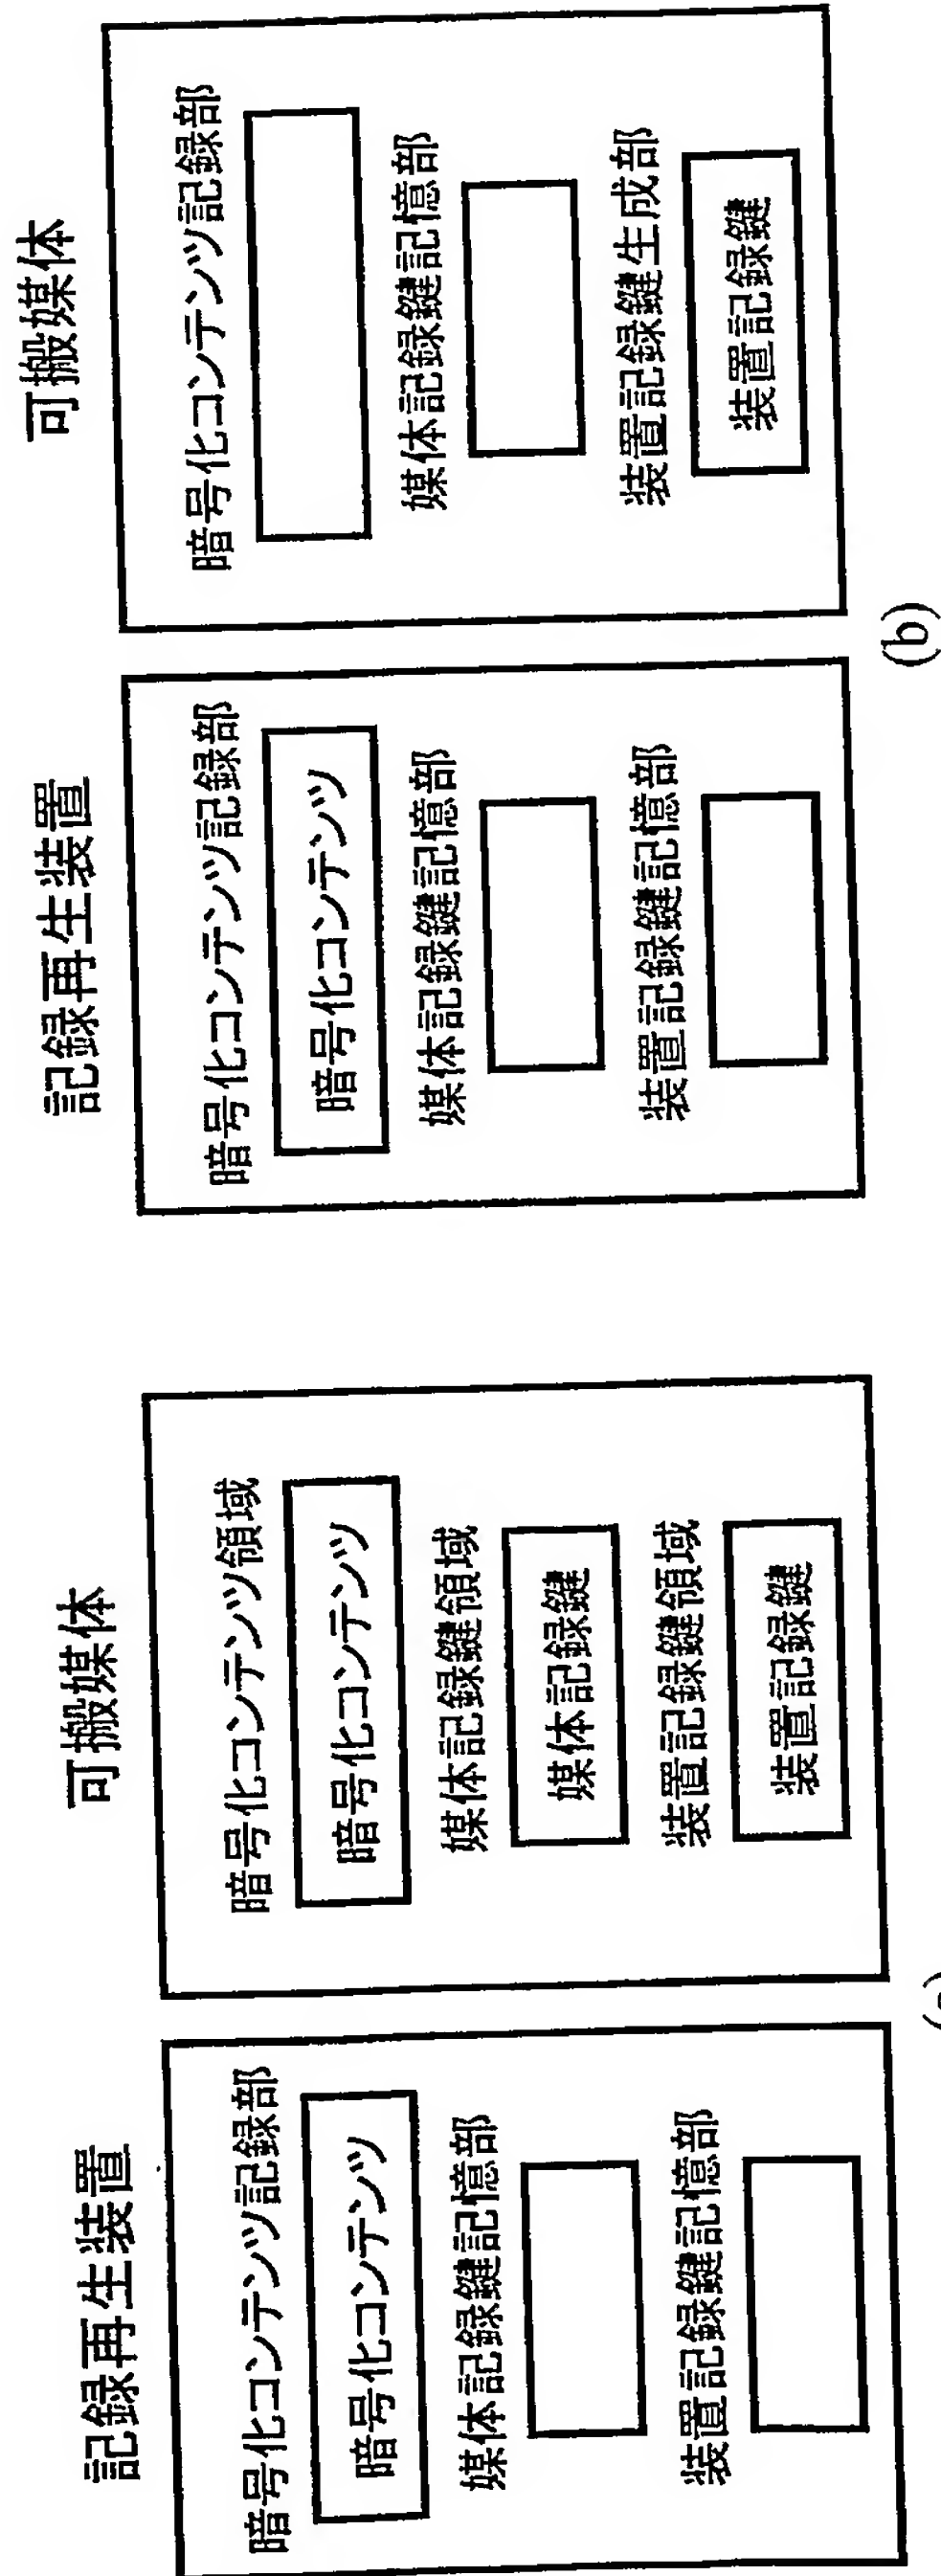 記録再生装置
暗号化コンテンツ記録部
暗号化コンテンツ
媒体記録鍵記憶部
装置記録鍵記憶部
可搬媒体
暗号化コンテンツ領域
暗号化コンテンツ
媒体記録鍵領域
媒体記録鍵
装置記録鍵領域
装置記録鍵
記録再生装置
暗号化コンテンツ記録部
暗号化コンテンツ
媒体記録鍵記憶部
装置記録鍵記憶部
可搬媒体
暗号化コンテンツ記録部
媒体記録鍵記憶部
装置記録鍵生成部
装置記録鍵
(b)